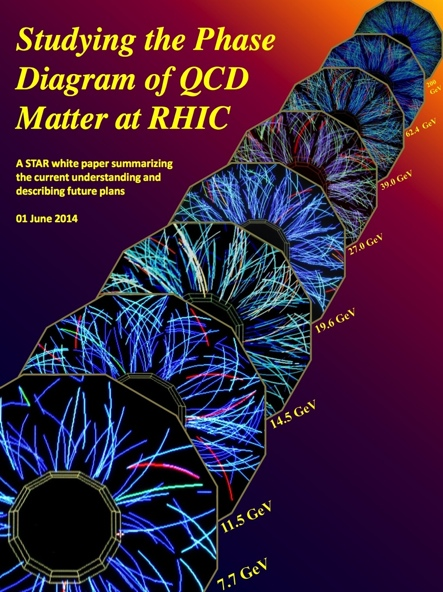 Studying the Phase
Diagram of QCD
Matter at RHIC
A STAR white paper summarizing
the current understanding and
describing future plans
01 June 2014
200
GeV
62.4 GeV
39.0 GeV
27.0 GeV
19.6 GeV
14.5 GeV
11.5 GeV
7.7 GeV